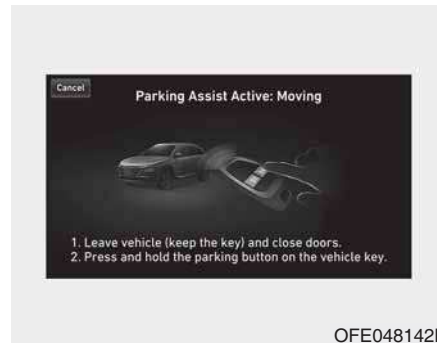 Cancel
Parking Assist Active: Moving
1. Leave vehicle (keep the key) and close doors.
2. Press and hold the parking button on the vehicle key.
OFE048142